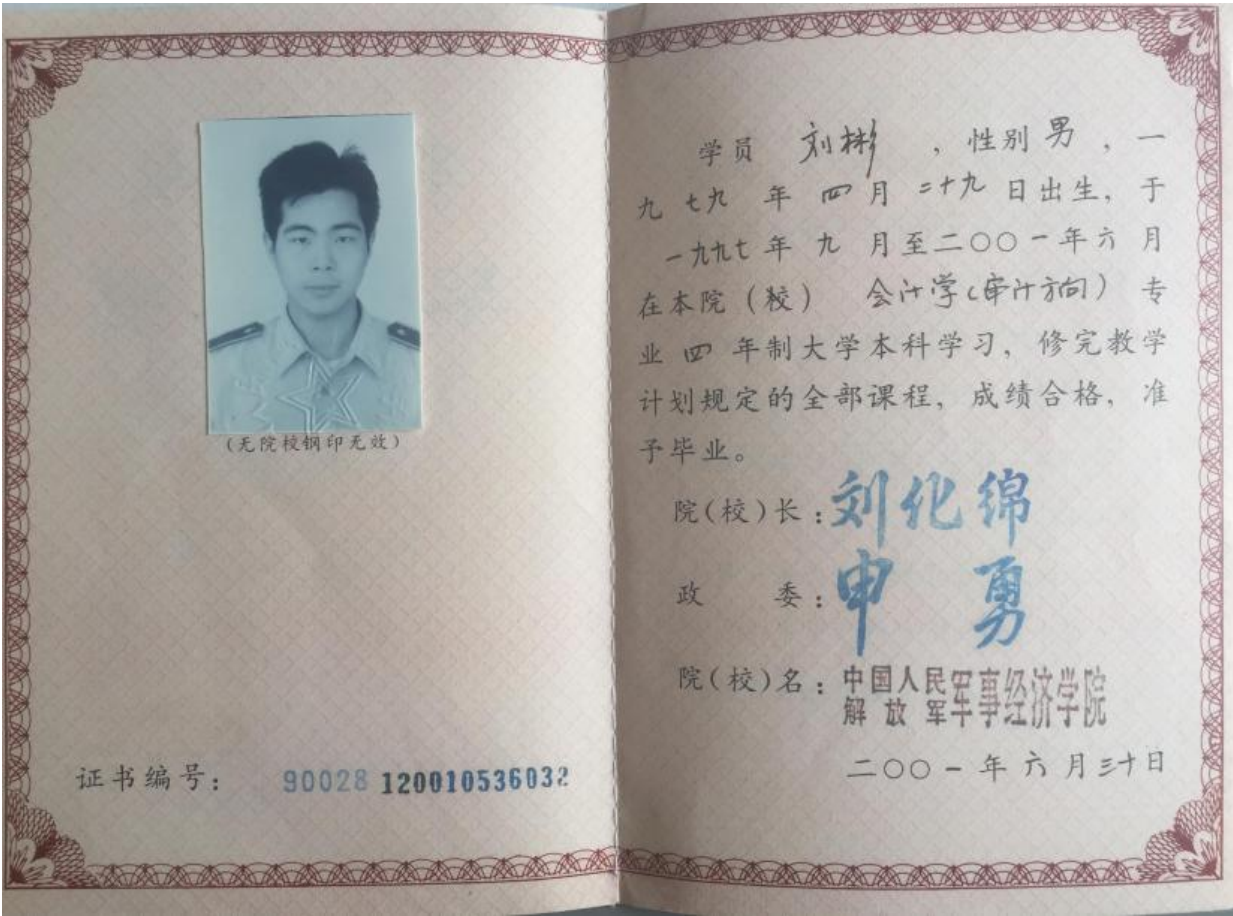 (无院校钢印无效)
证书编号： 90028 120010536032
学员 刘彬 ，性别 男 ，一
九 七九 年 四 月 二十九 日出生，于
一九九七 年 九 月至二〇〇一年六 月
在本院（校） 会计学(审计方向) 专
业 四 年制大学本科学习，修完教学
计划规定的全部课程，成绩合格，准
予毕业。
院(校)长：刘化绵
政 委：申勇
院(校)名：中国人民解放军军事经济学院
二〇〇一年六月三十日